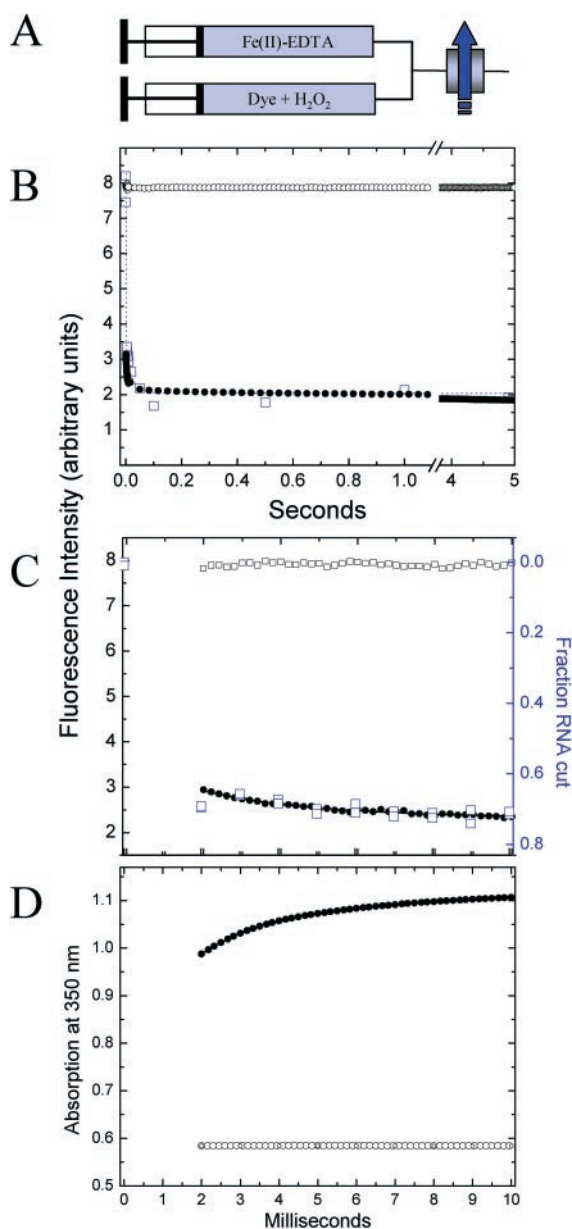 A
Fe(II)-EDTA
Dye + H₂O₂
B
8
7
6
5
4
3
2
1
0.0 0.2 0.4 0.6 0.8 1.0 4 5
Seconds
Fluorescence Intensity (arbitrary units)
C
8
7
6
5
4
3
2
0.0
0.2
0.4
0.6
0.8
Fraction RNA cut
D
1.1
1.0
0.9
0.8
0.7
0.6
0.5
Absorption at 350 nm
0 1 2 3 4 5 6 7 8 9 10
Milliseconds